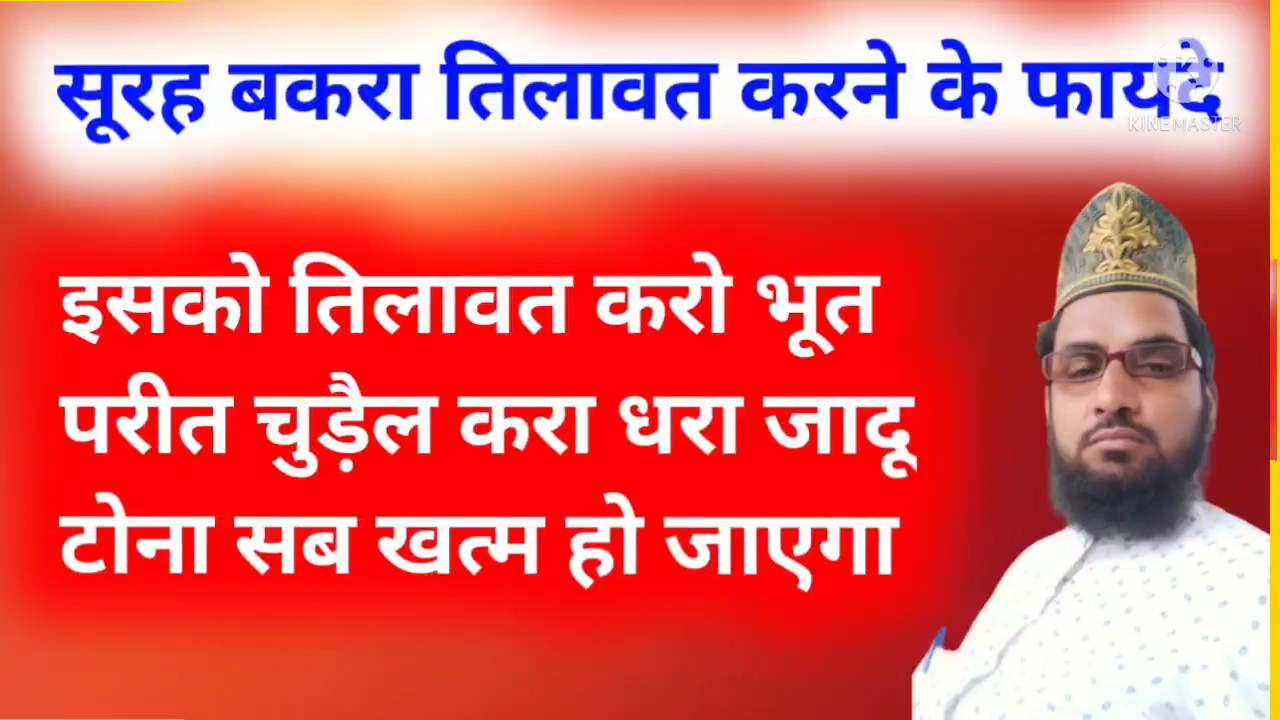 सूरह बकरा तिलावत करने के फायदे
KINEMASTER
इसको तिलावत करो भूत
परीत चुड़ैल करा धरा जादू
टोना सब खत्म हो जाएगा